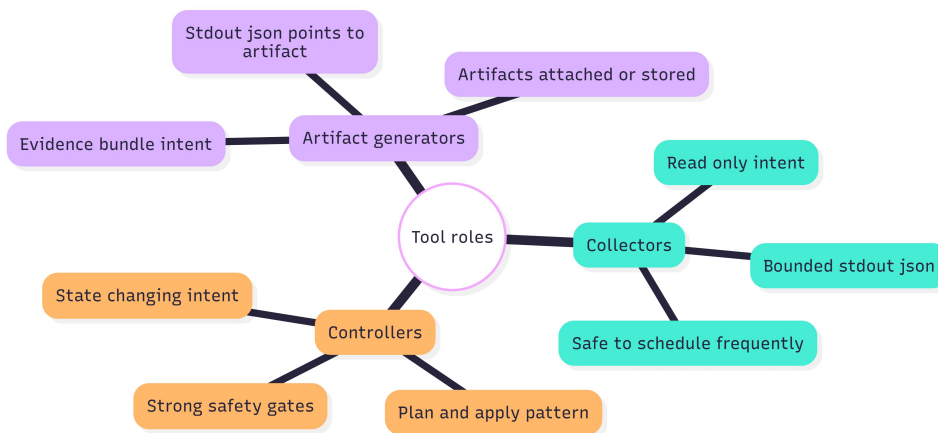 Stdout json points to
artifact
Artifacts attached or stored
Artifact generators
Evidence bundle intent
Read only intent
Tool roles
Collectors
Bounded stdout json
State changing intent
Controllers
Safe to schedule frequently
Strong safety gates
Plan and apply pattern